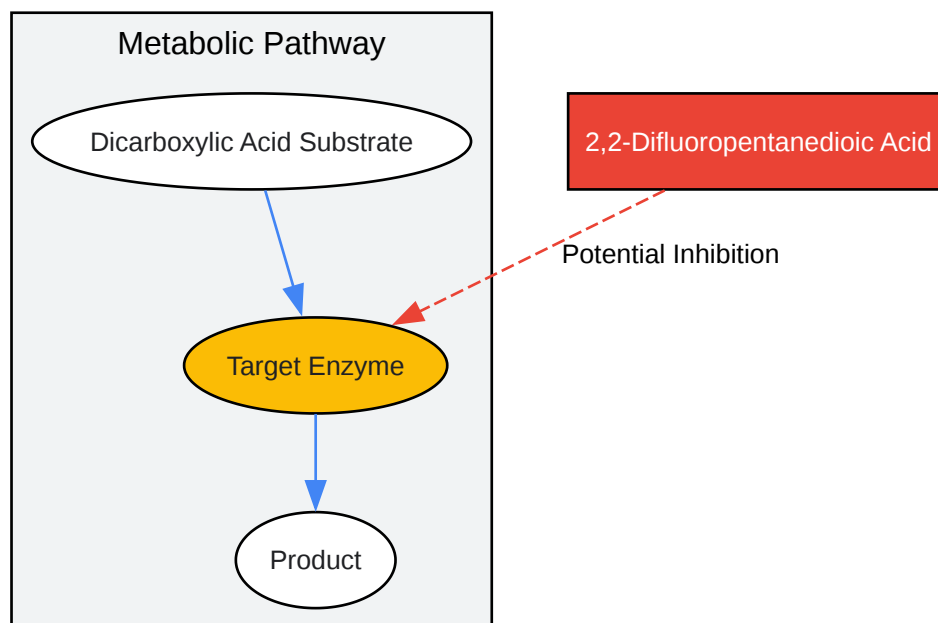 Metabolic Pathway
Dicarboxylic Acid Substrate
2,2-Difluoropentanedioic Acid
Potential Inhibition
Target Enzyme
Product